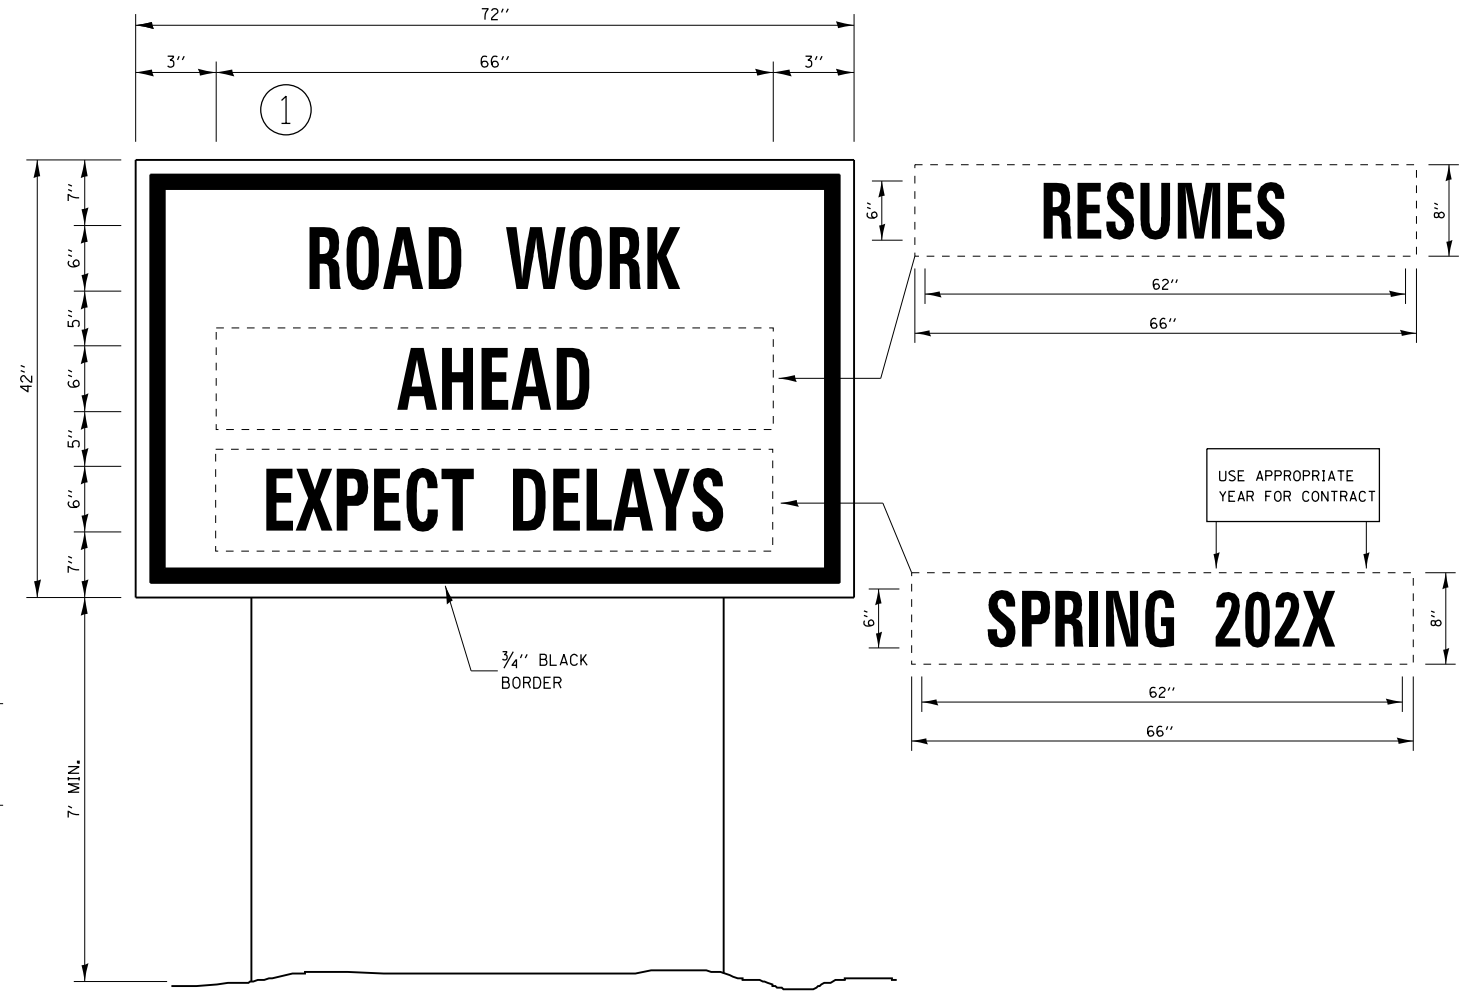 72''
3'' 66'' 3''
1
7''
6''
5''
6''
5''
6''
7''
42''
7' MIN.
ROAD WORK
AHEAD
EXPECT DELAYS
¾'' BLACK
BORDER
6''
RESUMES
8''
62''
66''
USE APPROPRIATE
YEAR FOR CONTRACT
6''
SPRING 202X
8''
62''
66''